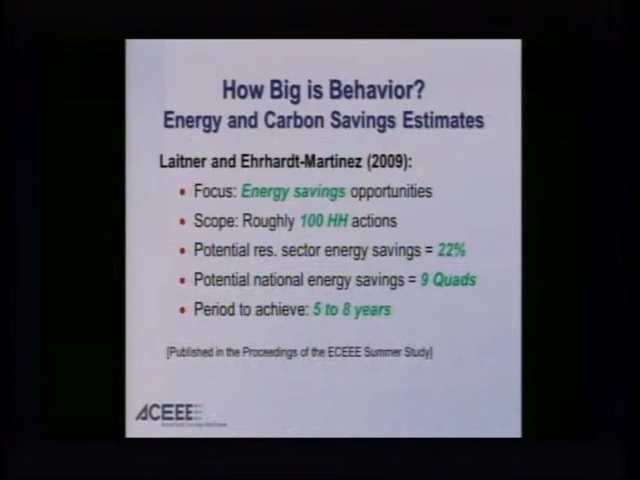 How Big is Behavior?
Energy and Carbon Savings Estimates
Laitner and Ehrhardt-Martinez (2009):
• Focus: Energy savings opportunities
• Scope: Roughly 100 HH actions
• Potential res. sector energy savings = 22%
• Potential national energy savings = 9 Quads
• Period to achieve: 5 to 8 years
[Published in the Proceedings of the ECEEE Summer Study]
ACEEE